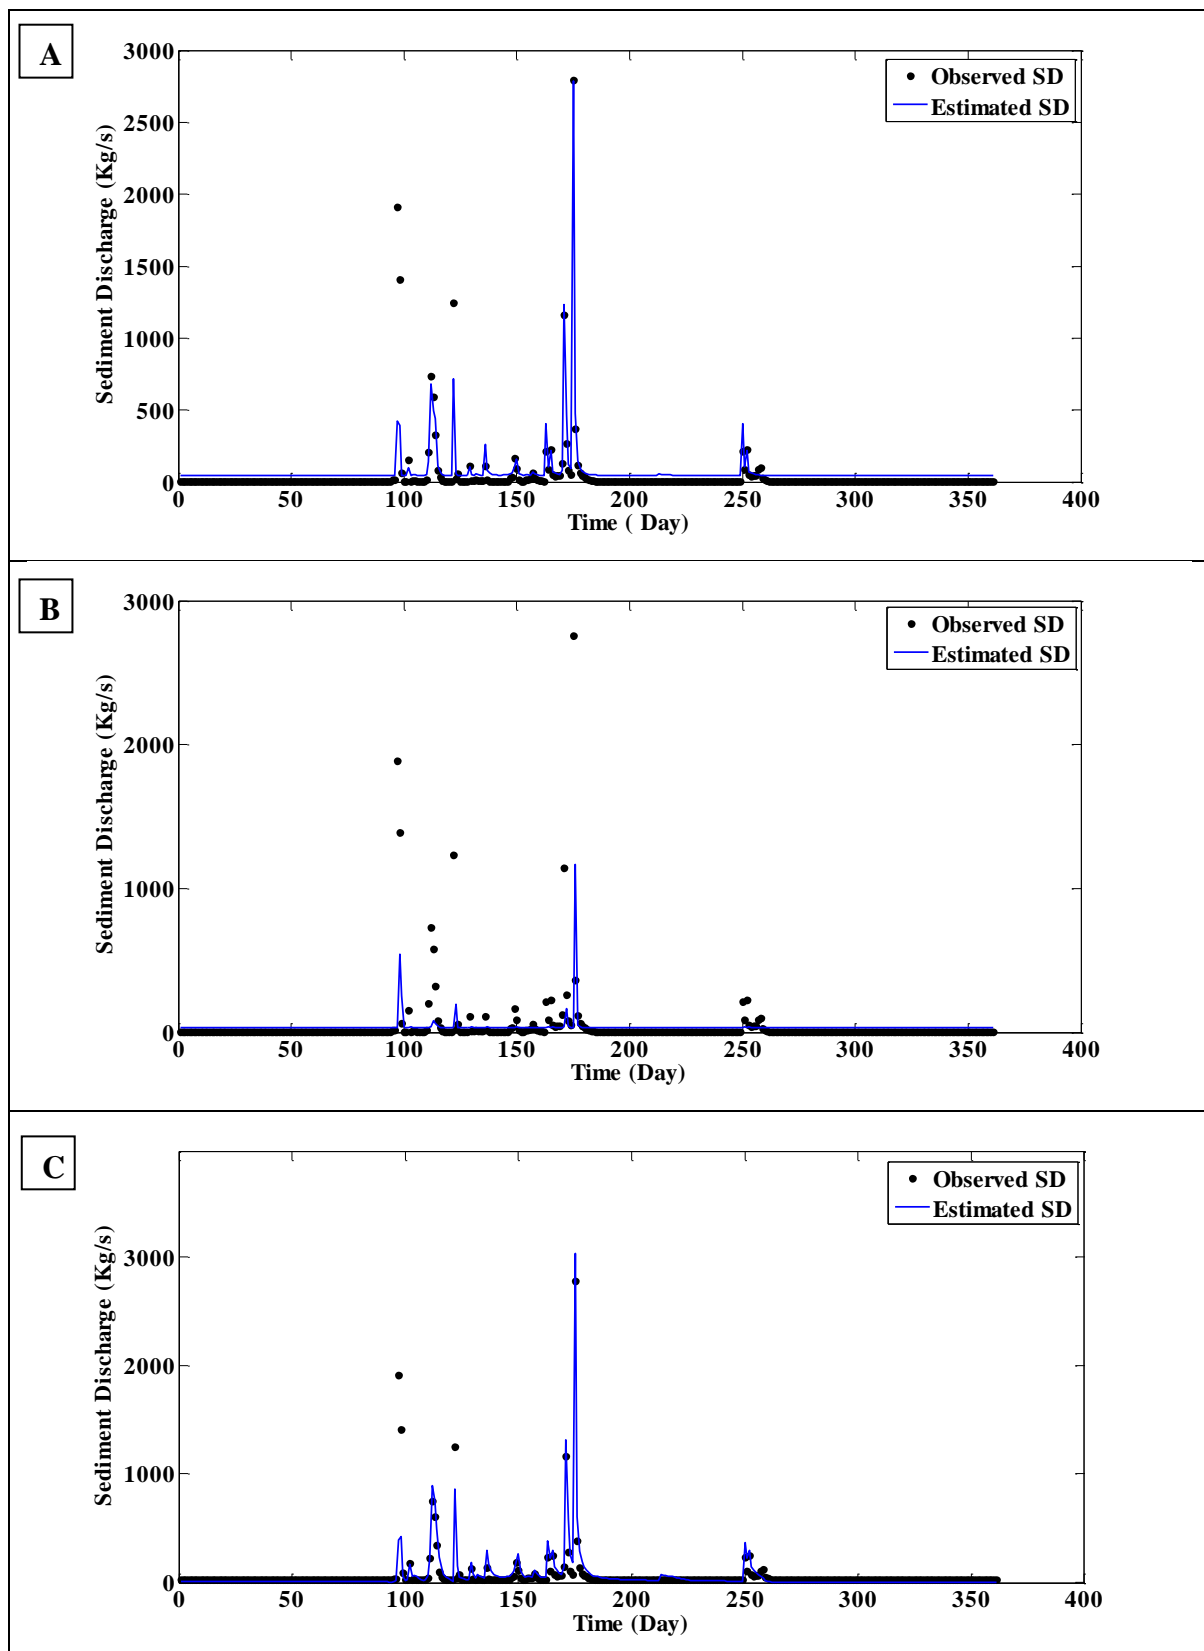 A
3000
2500
2000
1500
1000
500
0
Sediment Discharge (Kg/s)
Observed SD
Estimated SD
0 50 100 150 200 250 300 350 400
Time ( Day)
B
3000
2000
1000
0
Sediment Discharge (Kg/s)
Observed SD
Estimated SD
0 50 100 150 200 250 300 350 400
Time (Day)
C
3000
2000
1000
0
Sediment Discharge (Kg/s)
Observed SD
Estimated SD
0 50 100 150 200 250 300 350 400
Time (Day)